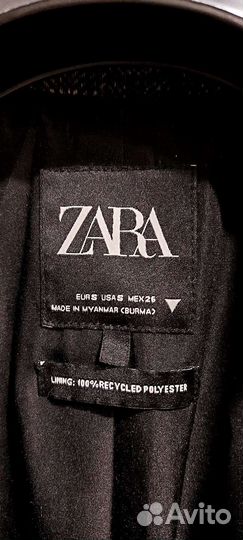 ZARA
EUR S USA S MEX 26
MADE IN MYANMAR (BURMA)
LINING: 100% RECYCLED POLYESTER
Avito